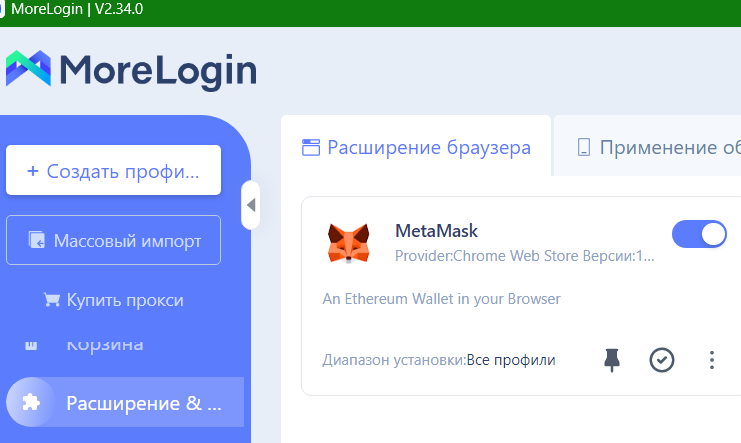 MoreLogin | V2.34.0
MoreLogin
+ Создать профи...
Массовый импорт
Купить прокси
Корзина
Расширение & ...
Расширение браузера
Применение об
MetaMask
Provider:Chrome Web Store Версии:1...
An Ethereum Wallet in your Browser
Диапазон установки:Все профили